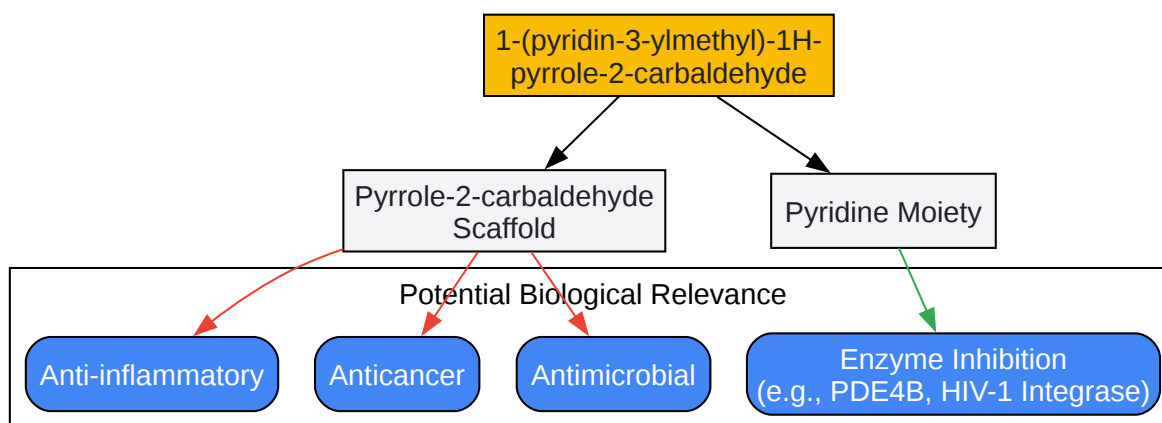 1-(pyridin-3-ylmethyl)-1H-
pyrrole-2-carbaldehyde
Pyrrole-2-carbaldehyde
Scaffold
Pyridine Moiety
Potential Biological Relevance
Anti-inflammatory
Anticancer
Antimicrobial
Enzyme Inhibition
(e.g., PDE4B, HIV-1 Integrase)